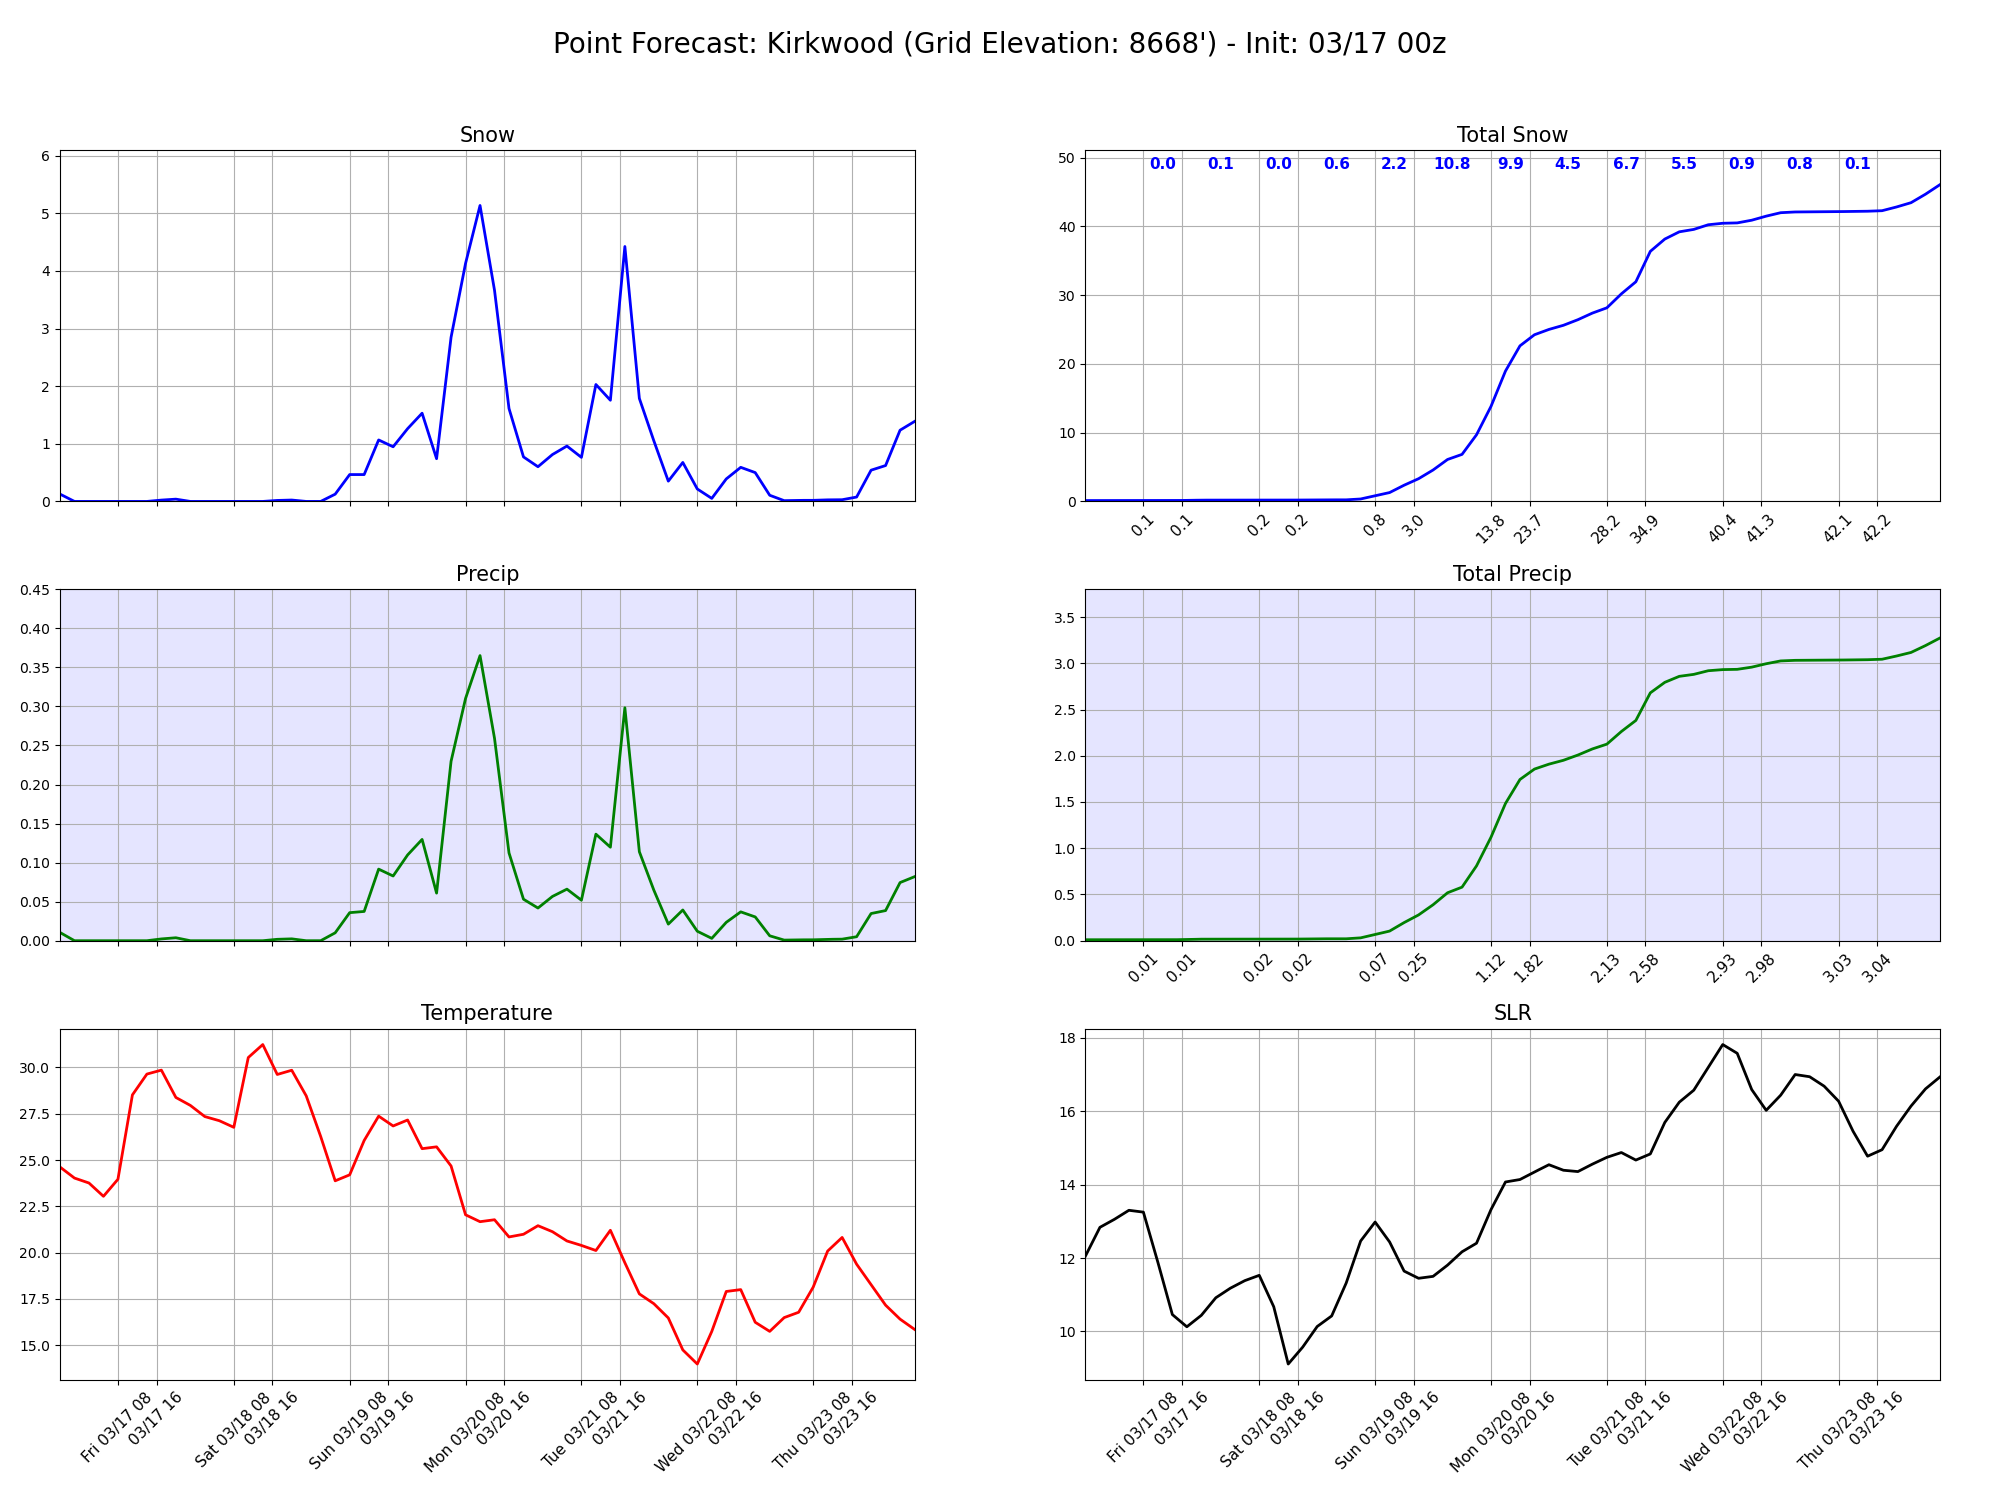 Point Forecast: Kirkwood (Grid Elevation: 8668') - Init: 03/17 00z
Snow
6
5
4
3
2
1
0
Total Snow
0.0 0.1 0.0 0.6 2.2 10.8 9.9 4.5 6.7 5.5 0.9 0.8 0.1
50
40
30
20
10
0
0.1 0.1 0.2 0.2 0.8 3.0 13.8 23.7 28.2 34.9 40.4 41.3 42.1 42.2
Precip
0.45
0.40
0.35
0.30
0.25
0.20
0.15
0.10
0.05
0.00
Total Precip
3.5
3.0
2.5
2.0
1.5
1.0
0.5
0.0
0.01 0.01 0.02 0.02 0.07 0.25 1.12 1.82 2.13 2.58 2.93 2.98 3.03 3.04
Temperature
30.0
27.5
25.0
22.5
20.0
17.5
15.0
Fri 03/17 08
03/17 16
Sat 03/18 08
03/18 16
Sun 03/19 08
03/19 16
Mon 03/20 08
03/20 16
Tue 03/21 08
03/21 16
Wed 03/22 08
03/22 16
Thu 03/23 08
03/23 16
SLR
18
16
14
12
10
Fri 03/17 08
03/17 16
Sat 03/18 08
03/18 16
Sun 03/19 08
03/19 16
Mon 03/20 08
03/20 16
Tue 03/21 08
03/21 16
Wed 03/22 08
03/22 16
Thu 03/23 08
03/23 16